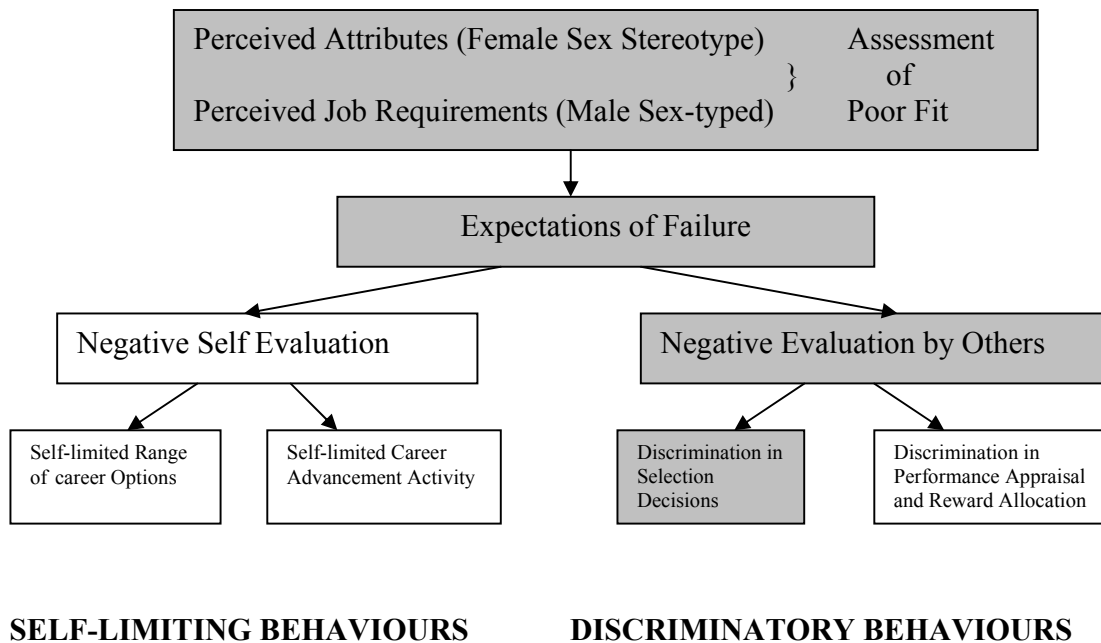 Perceived Attributes (Female Sex Stereotype) Assessment
} of
Perceived Job Requirements (Male Sex-typed) Poor Fit
Expectations of Failure
Negative Self Evaluation
Negative Evaluation by Others
Self-limited Range
of career Options
Self-limited Career
Advancement Activity
Discrimination in
Selection
Decisions
Discrimination in
Performance Appraisal
and Reward Allocation
SELF-LIMITING BEHAVIOURS
DISCRIMINATORY BEHAVIOURS